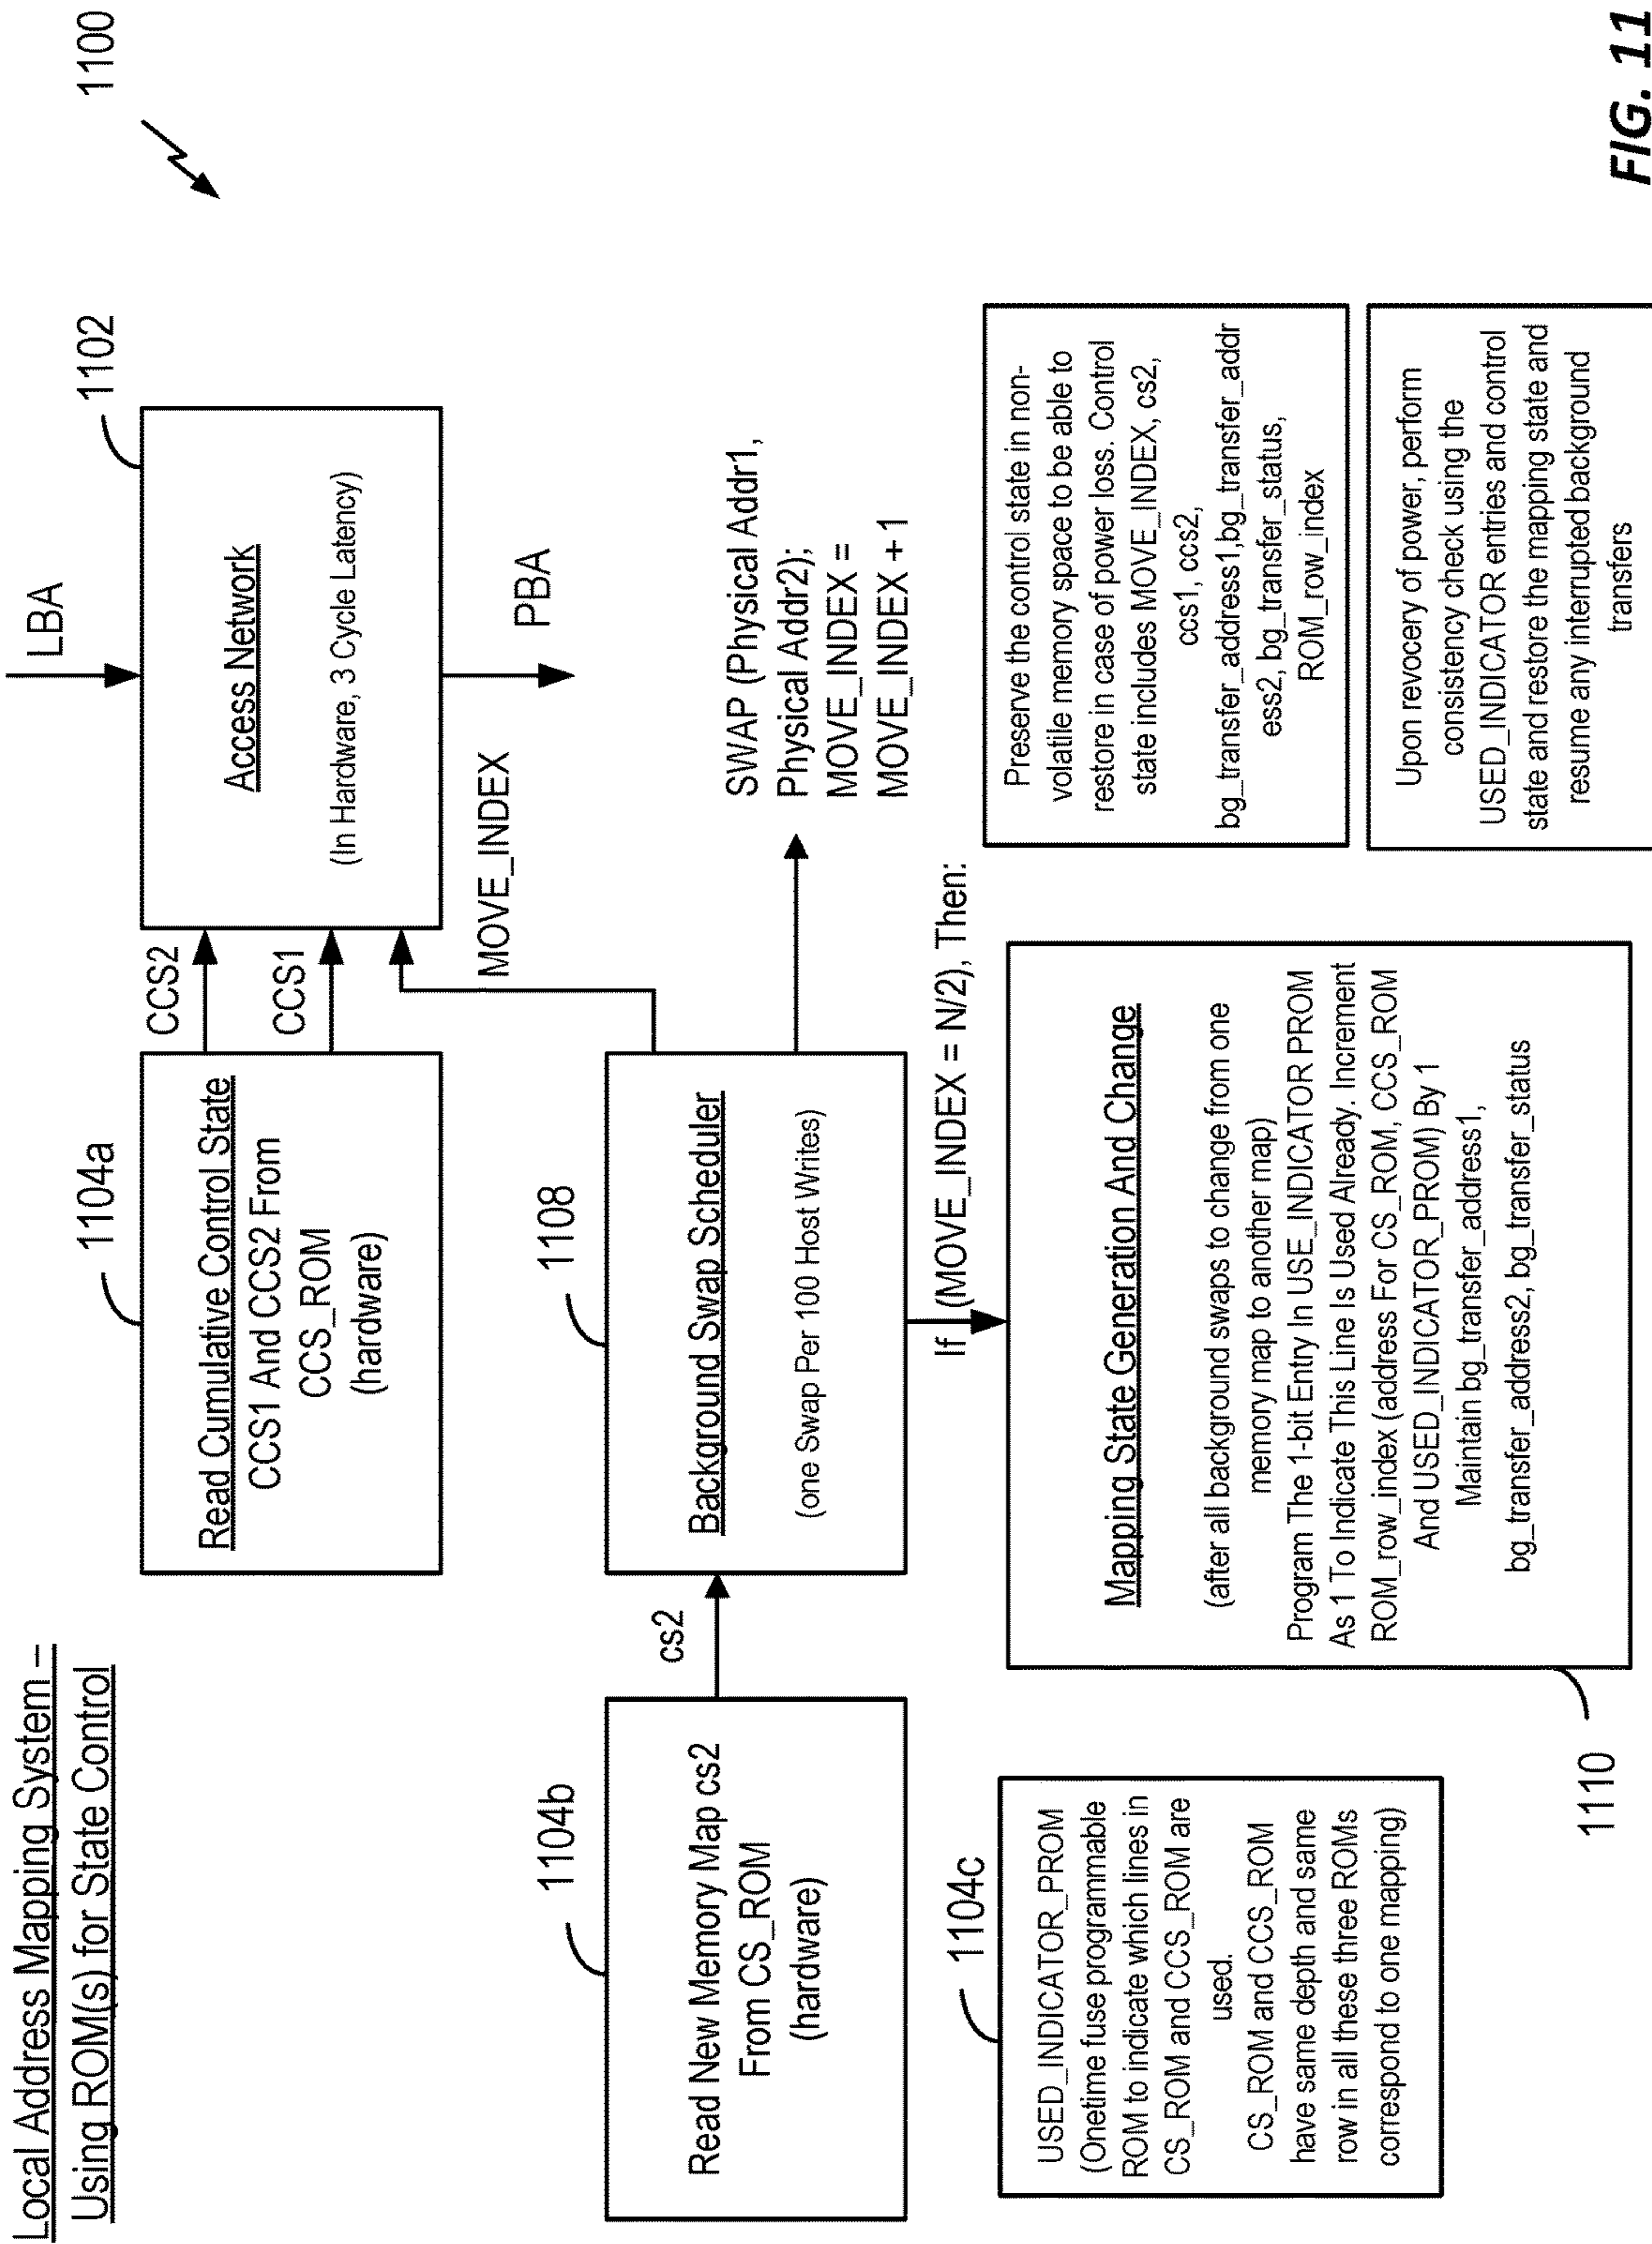 Local Address Mapping System –
Using ROM(s) for State Control
1100
LBA
1102
Access Network
(In Hardware, 3 Cycle Latency)
PBA
CCS2
CCS1
MOVE_INDEX
1104a
Read Cumulative Control State
CCS1 And CCS2 From
CCS_ROM
(hardware)
1104b
Read New Memory Map cs2
From CS_ROM
(hardware)
cs2
1108
Background Swap Scheduler
(one Swap Per 100 Host Writes)
SWAP (Physical Addr1,
Physical Addr2);
MOVE_INDEX =
MOVE_INDEX +1
If (MOVE_INDEX = N/2), Then:
1104c
USED_INDICATOR_PROM
(Onetime fuse programmable
ROM to indicate which lines in
CS_ROM and CCS_ROM are
used.
CS_ROM and CCS_ROM
have same depth and same
row in all these three ROMs
correspond to one mapping)
1110
Mapping State Generation And Change
(after all background swaps to change from one
memory map to another map)
Program The 1-bit Entry In USE_INDICATOR PROM
As 1 To Indicate This Line Is Used Already. Increment
ROM_row_index (address For CS_ROM, CCS_ROM
And USED_INDICATOR_PROM) By 1
Maintain bg_transfer_address1,
bg_transfer_address2, bg_transfer_status
Preserve the control state in non-
volatile memory space to be able to
restore in case of power loss. Control
state includes MOVE_INDEX, cs2,
ccs1, ccs2,
bg_transfer_address1,bg_transfer_addr
ess2, bg_transfer_status,
ROM_row_index
Upon revocery of power, perform
consistency check using the
USED_INDICATOR entries and control
state and restore the mapping state and
resume any interrupted background
transfers
FIG. 11